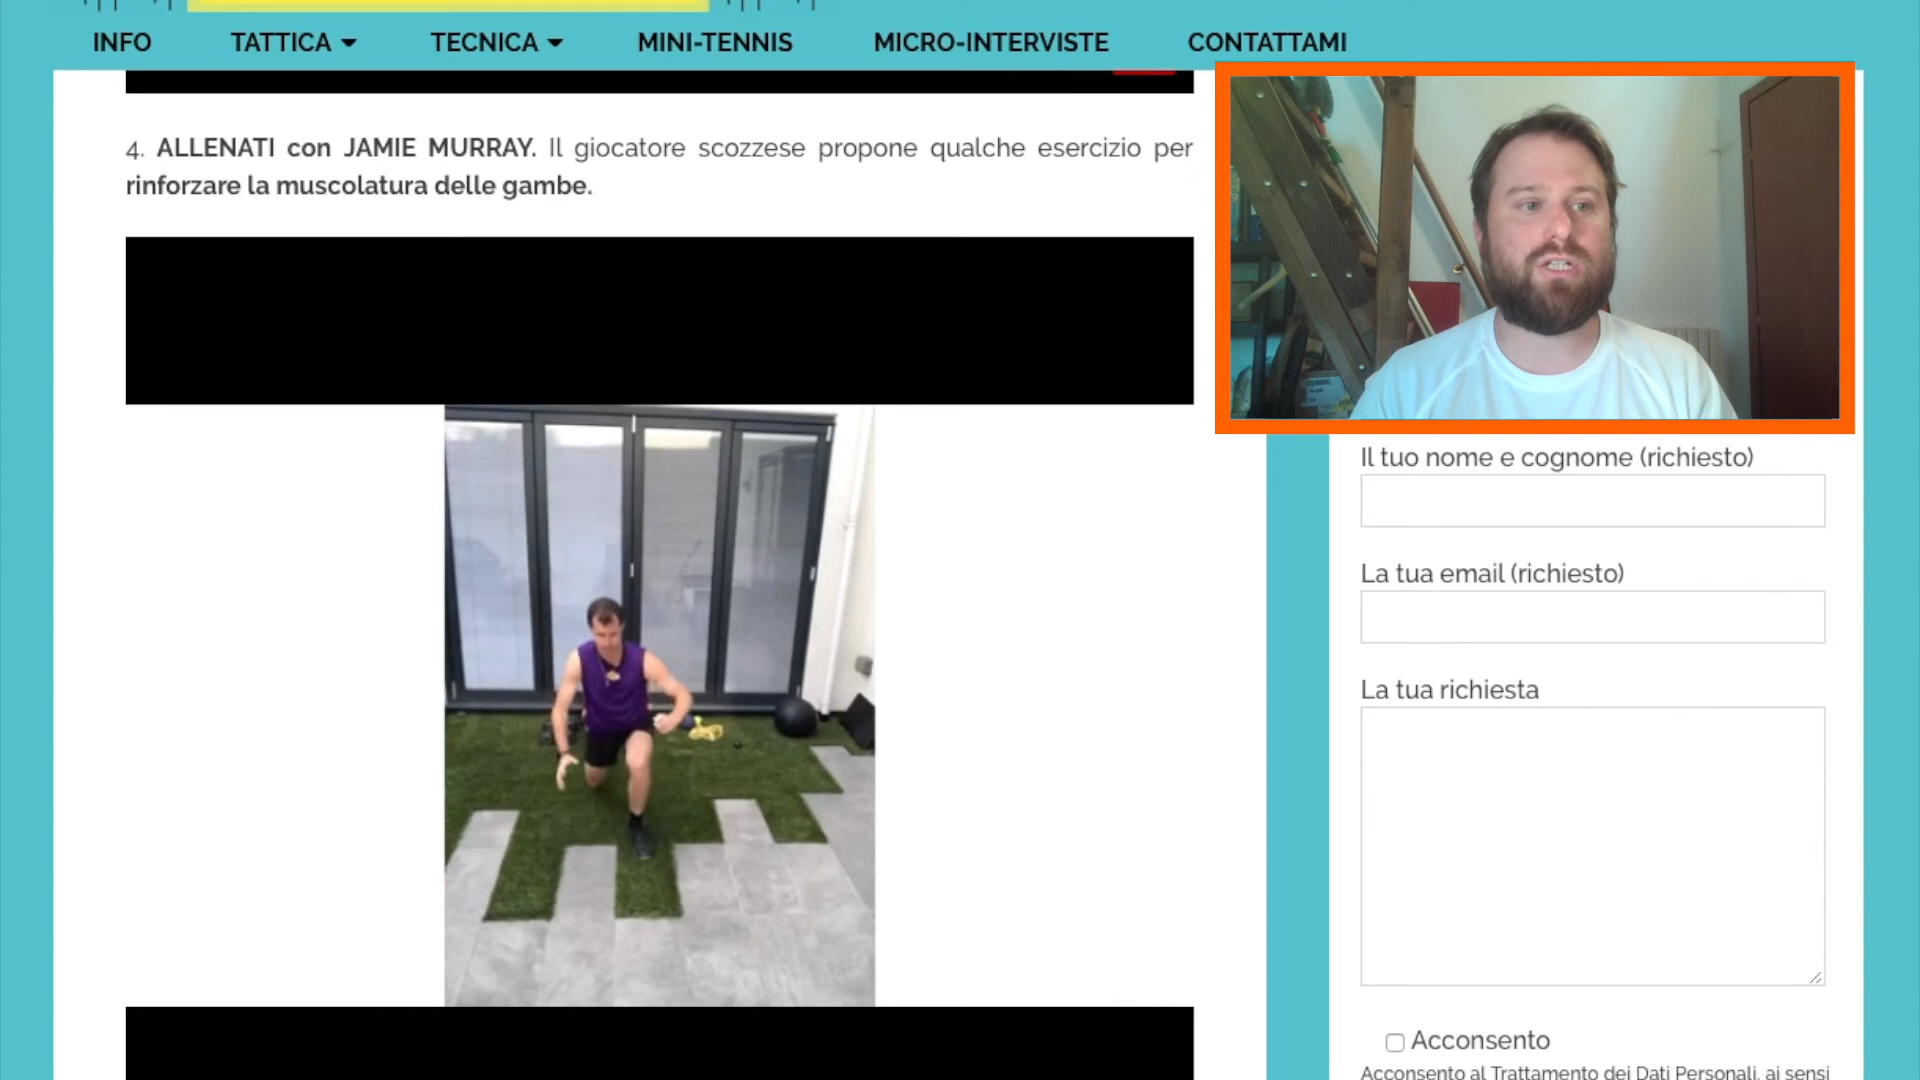 INFO TATTICA TECNICA MINI-TENNIS MICRO-INTERVISTE CONTATTAMI
4. ALLENATI con JAMIE MURRAY. Il giocatore scozzese propone qualche esercizio per
rinforzare la muscolatura delle gambe.
Il tuo nome e cognome (richiesto)
La tua email (richiesto)
La tua richiesta
Acconsento
Acconsento al Trattamento dei Dati Personali, ai sensi